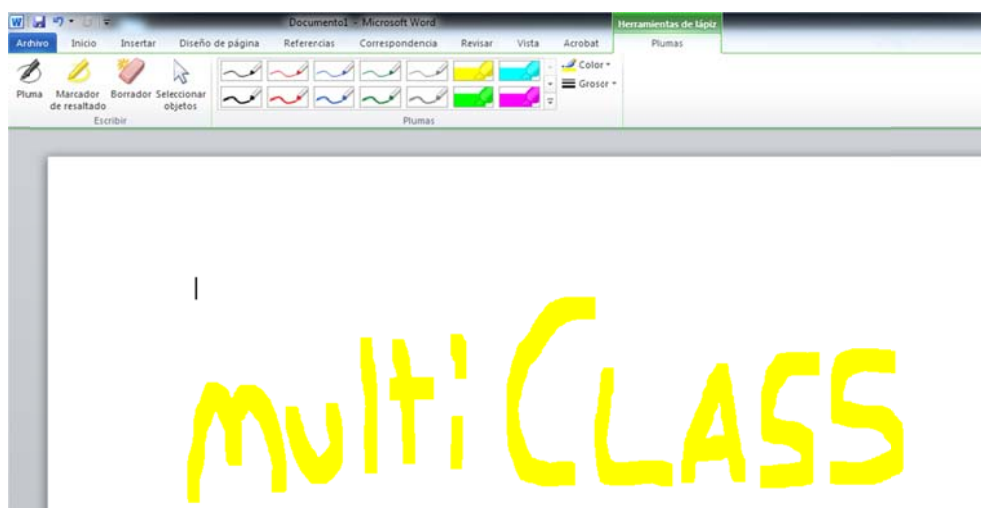 Documento1 - Microsoft Word
Herramientas de lápiz
Archivo Inicio Insertar Diseño de página Referencias Correspondencia Revisar Vista Acrobat Plumas
Pluma Marcador de resaltado Borrador Seleccionar objetos
Color
Grosor
Escribir Plumas
multiCLASS